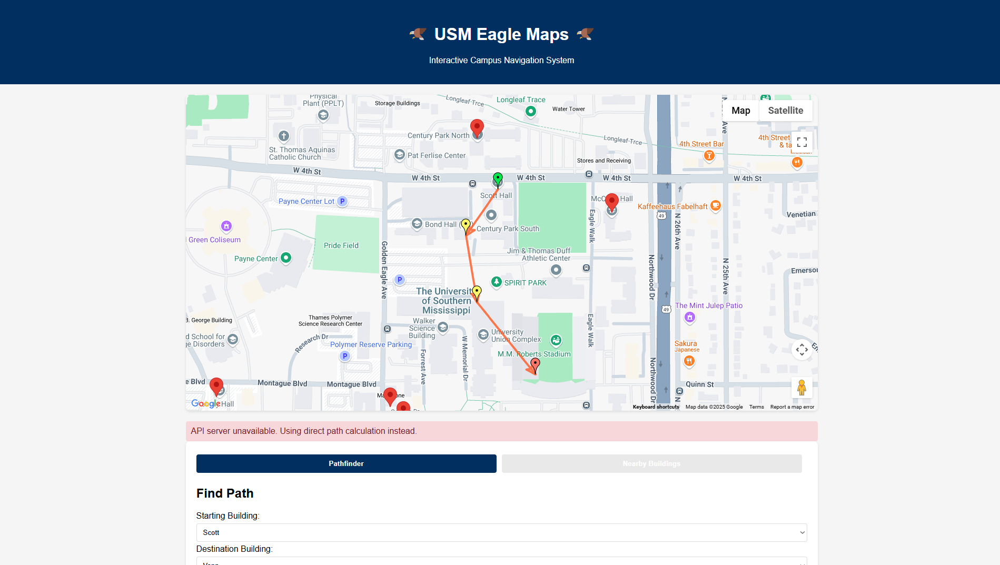 USM Eagle Maps
Interactive Campus Navigation System
Physical
Plant (PPLT)
Storage Buildings
Longleaf Trce
Longleaf Trace
Water Tower
Map
Satellite
Ave
Century Park North
St. Thomas Aquinas
Catholic Church
Pat Ferlise Center
Longleaf Trce
Stores and Receiving
4th Street Bar
4th Street
& ta
W 4th St
W 4th St
W 4th St
W 4th St
W 4th St
Scott Hall
Payne Center Lot
P
Hall
Kaffeehaus Fabelhaft
49
Venetian
N 26th Ave
Eagle Walk
Bond Hall
Century Park South
Green Coliseum
Pride Field
Payne Center
Golden Eagle Ave
Jim & Thomas Duff
Athletic Center
Northwood Dr
N 25th Ave
Emerson
P
SPIRIT PARK
The Universit
of Southern
Mississippi
49
The Mint Julep Patio
B. George Building
Thames Polymer
Science Research Center
Walker
Science
Building
University
Union Complex
Eagle Walk
d School for
ge Disorders
Research Dr
Polymer Reserve Parking
P
Forrest Ave
W Memorial Dr
M.M. Roberts Stadium
Sakura
Japanese
Northwood Dr
e Blvd
Montague Blvd
Montague Blvd
Quinn St
N
Google
Hall
Keyboard shortcuts
Map data ©2025 Google
Terms
Report a map error
API server unavailable. Using direct path calculation instead.
Pathfinder
Nearby Buildings
Find Path
Starting Building:
Scott
Destination Building: